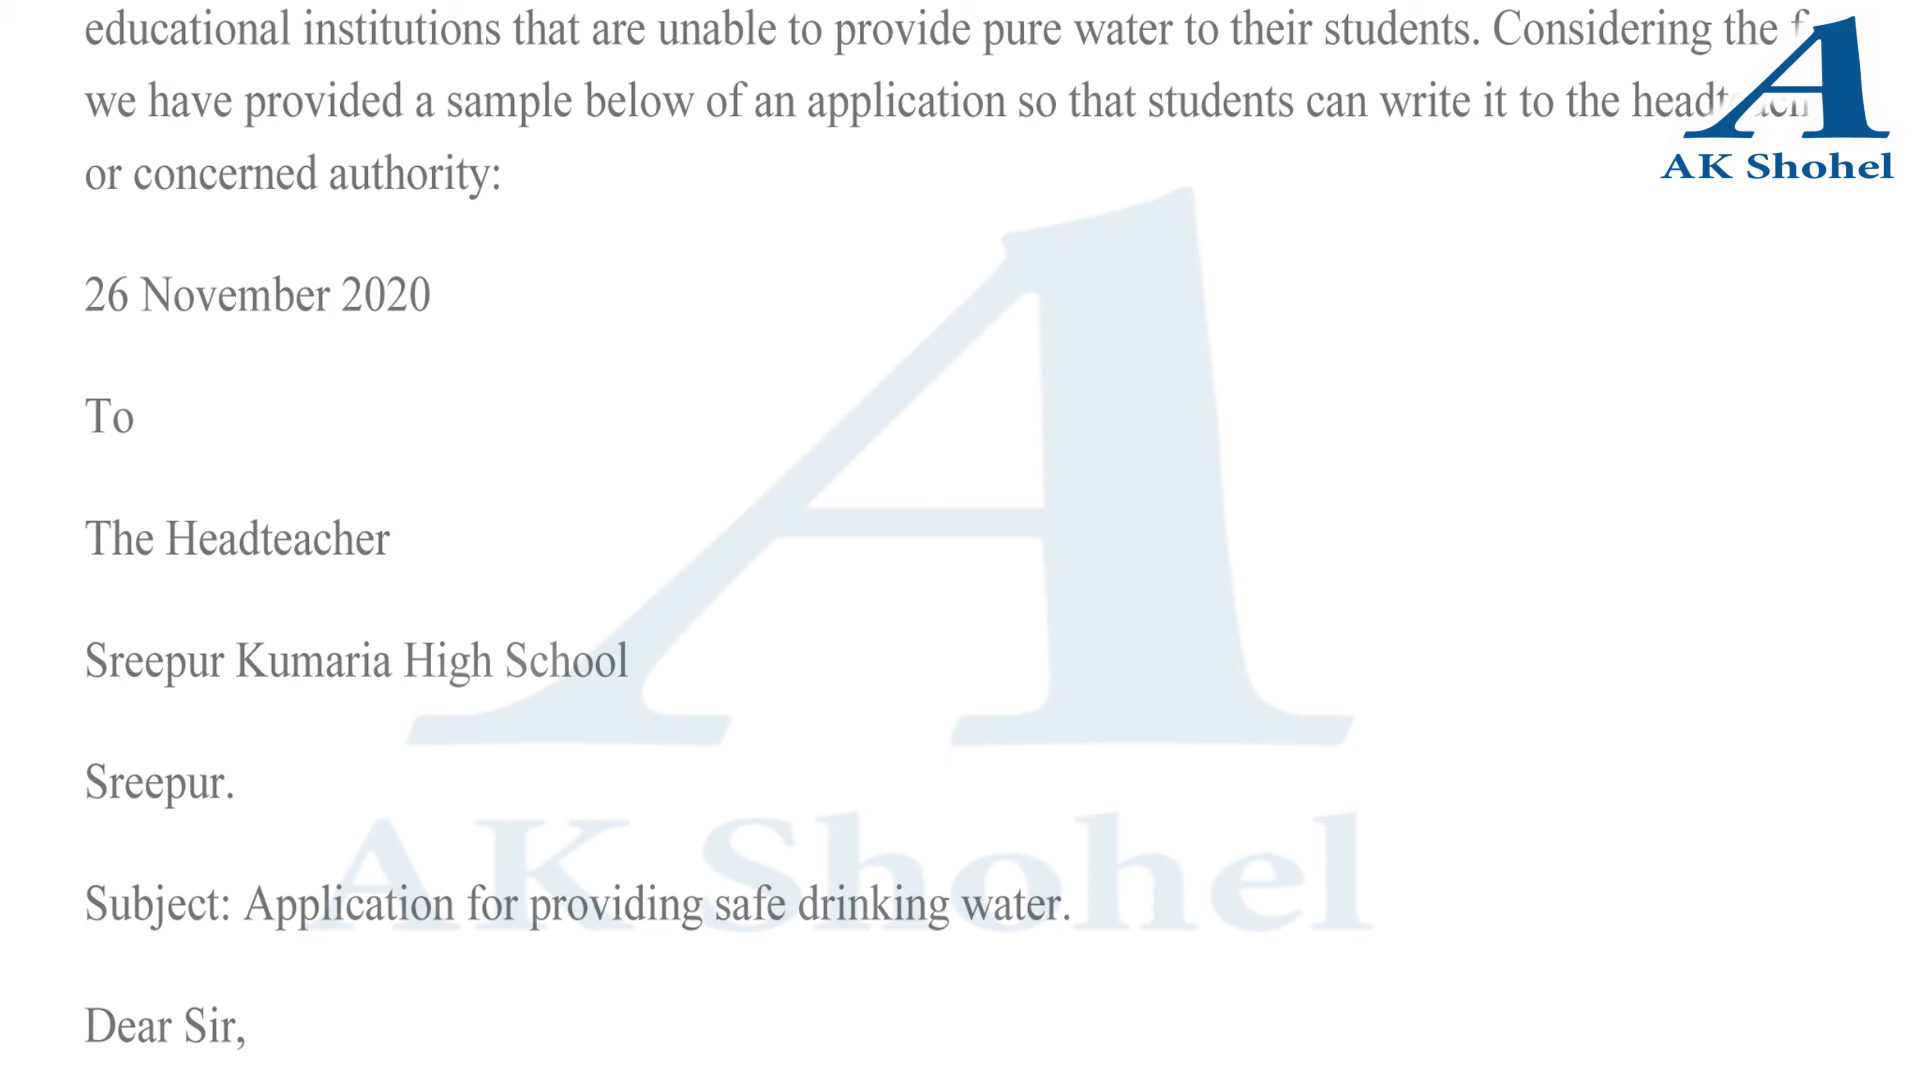 educational institutions that are unable to provide pure water to their students. Considering the
we have provided a sample below of an application so that students can write it to the
or concerned authority:
AK Shohel
26 November 2020
To
The Headteacher
Sreepur Kumaria High School
Sreepur.
AK Shohel
Subject: Application for providing safe drinking water.
Dear Sir,